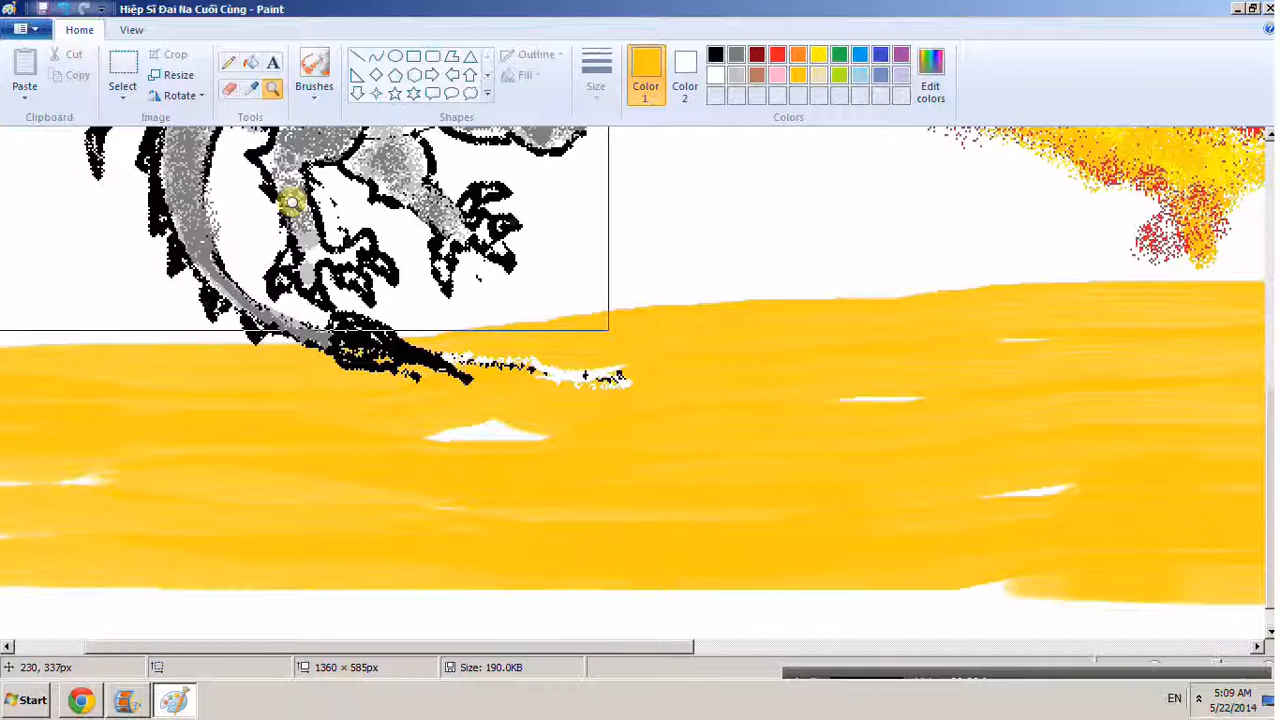 Hiệp Sĩ Đai Na Cuối Cùng - Paint
Home View
Paste
Cut
Copy
Clipboard
Select
Crop
Resize
Rotate
Image
A
Tools
Brushes
Shapes
Outline
Fill
Size
Color 1
Color 2
Colors
Edit colors
230, 337px
1360 × 585px
Size: 190.0KB
Start
EN
5:09 AM
5/22/2014